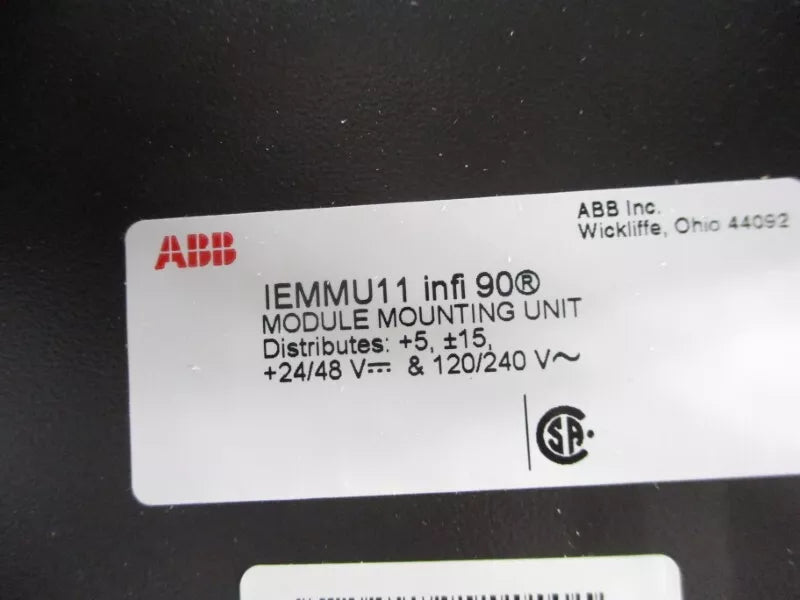 ABB
ABB Inc.
Wickliffe, Ohio 44092
IEMMU11 infi 90®
MODULE MOUNTING UNIT
Distributes: +5, ±15,
+24/48 V⎓ & 120/240 V~
CSA